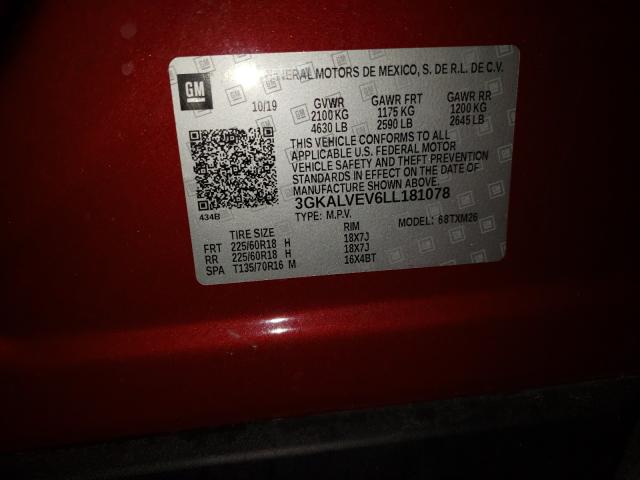 GM
GENERAL MOTORS DE MEXICO, S. DE R.L. DE C.V.
10/19 GVWR GAWR FRT GAWR RR
2100 KG 1175 KG 1200 KG
4630 LB 2590 LB 2645 LB
THIS VEHICLE CONFORMS TO ALL
APPLICABLE U.S. FEDERAL MOTOR
VEHICLE SAFETY AND THEFT PREVENTION
STANDARDS IN EFFECT ON THE DATE OF
MANUFACTURE SHOWN ABOVE.
3GKALVEV6LL181078
434B TYPE: M.P.V. 68TXM26
TIRE SIZE RIM
FRT 225/60R18 H 18X7J
RR 225/60R18 H 18X7J
SPA T135/70R16 M 16X4BT